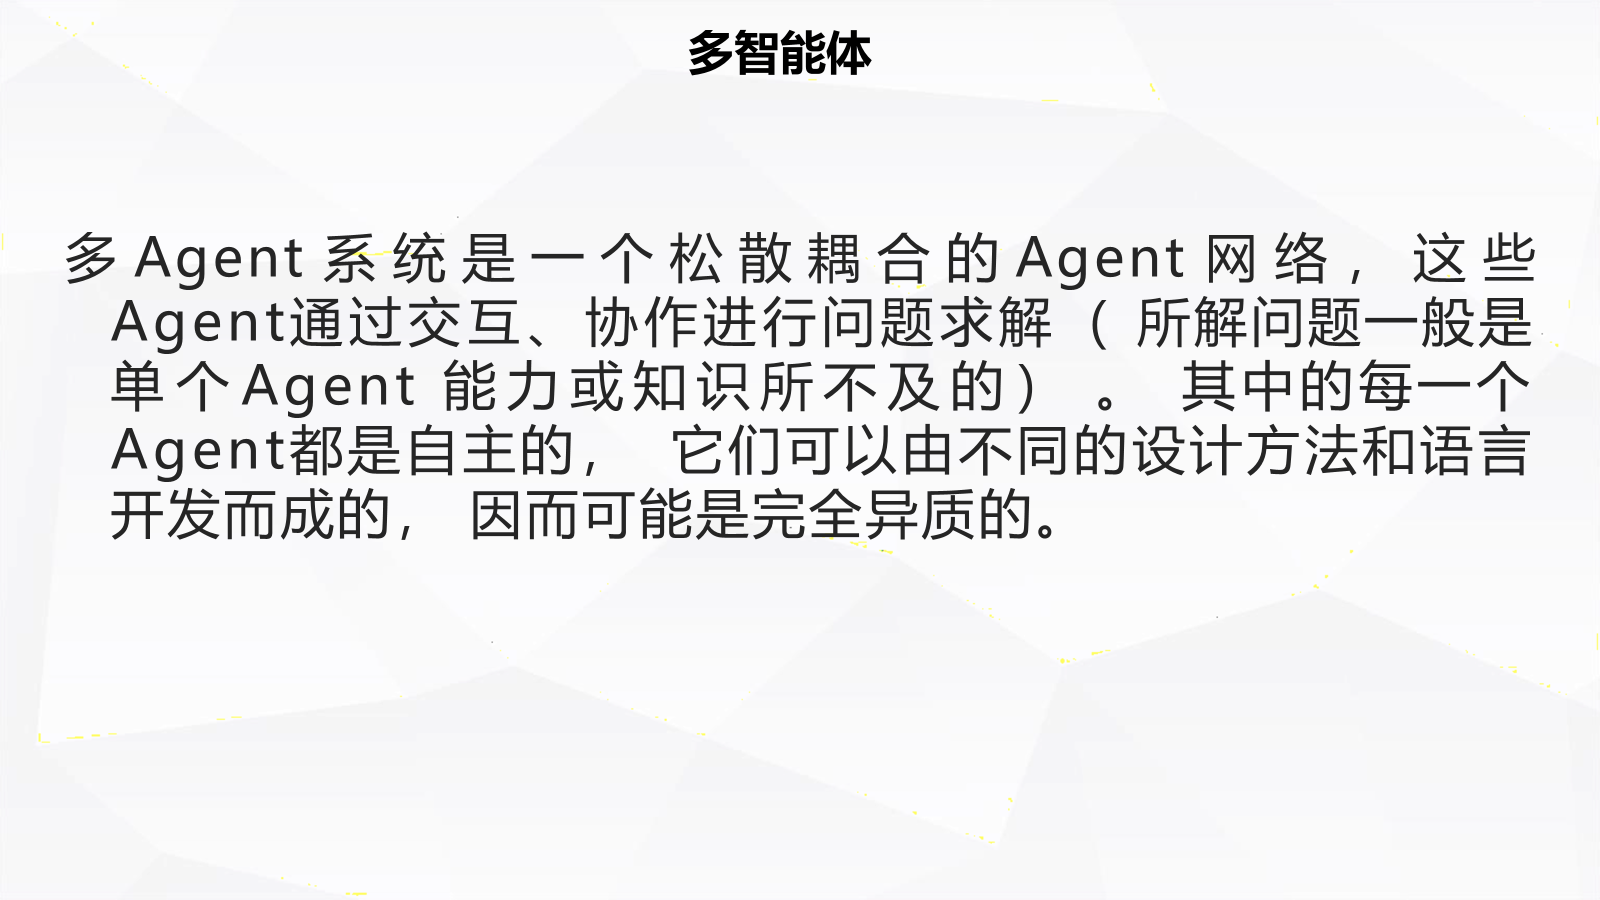 多智能体
多Agent系统是一个松散耦合的Agent网络，这些
Agent通过交互、协作进行问题求解（所解问题一般是
单个Agent 能力或知识所不及的）。 其中的每一个
Agent都是自主的， 它们可以由不同的设计方法和语言
开发而成的， 因而可能是完全异质的。